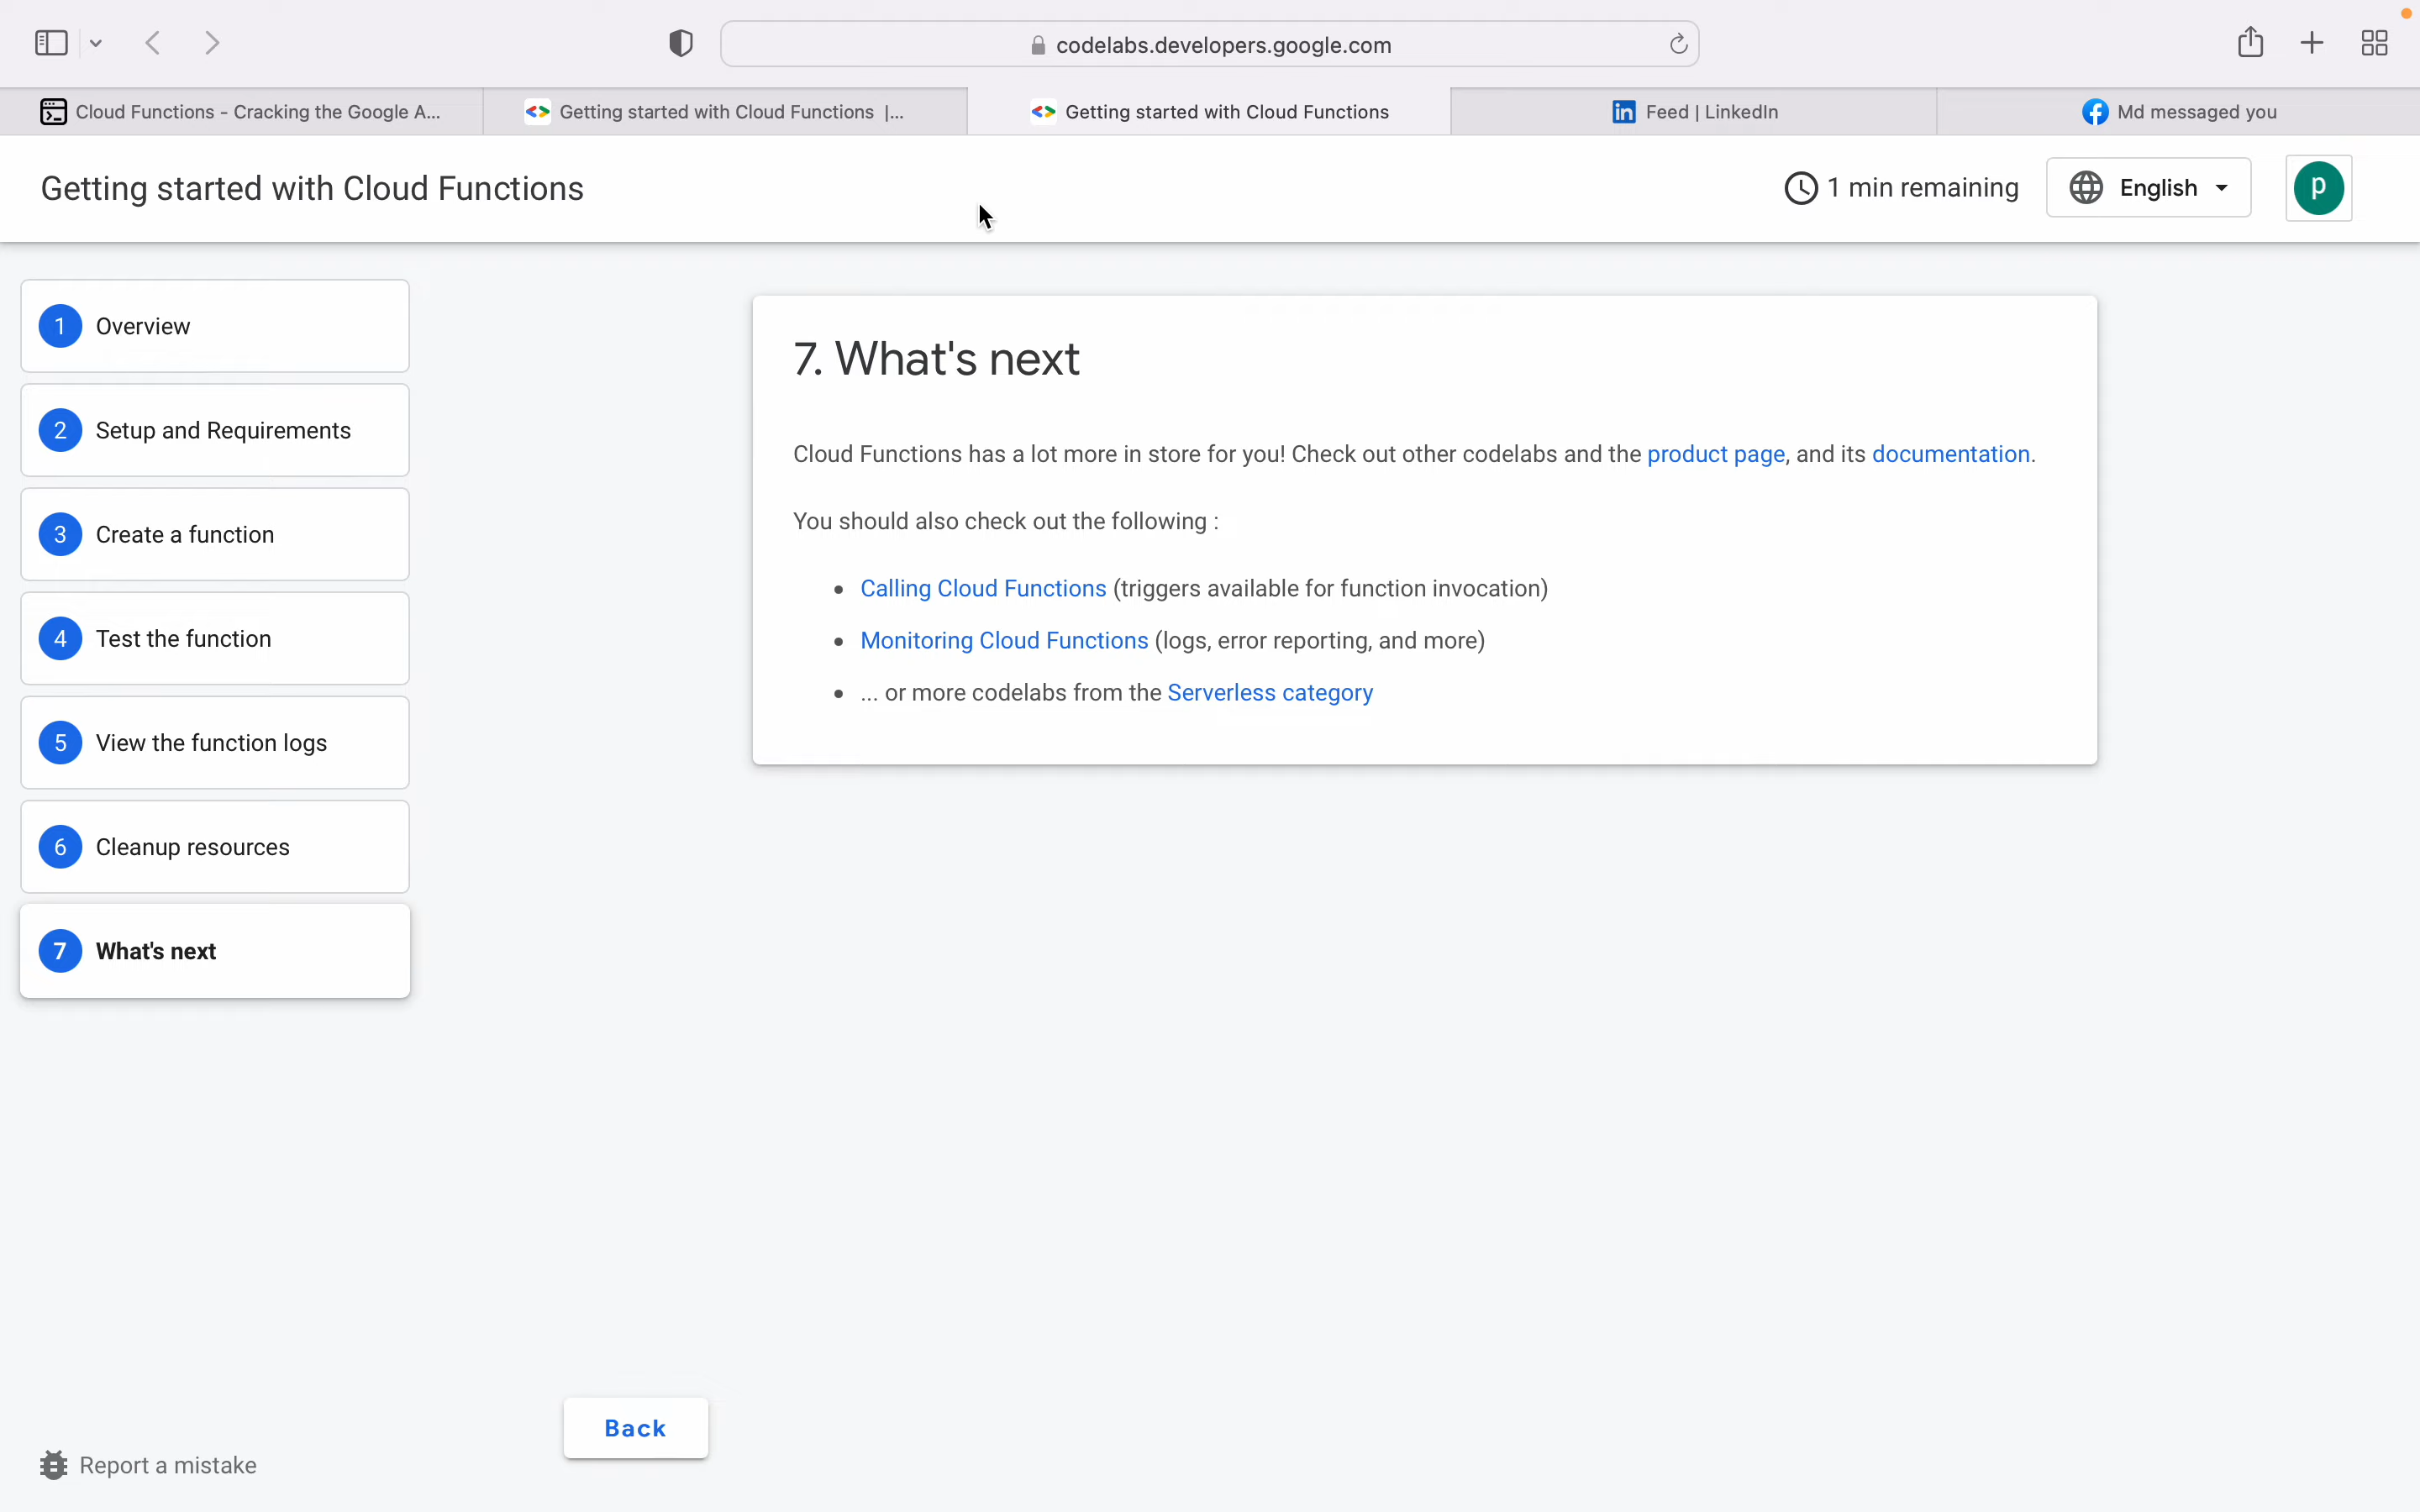 codelabs.developers.google.com
Cloud Functions - Cracking the Google A...
Getting started with Cloud Functions |...
Getting started with Cloud Functions
Feed | LinkedIn
Md messaged you
Getting started with Cloud Functions
1 min remaining
English
p
1 Overview
2 Setup and Requirements
3 Create a function
4 Test the function
5 View the function logs
6 Cleanup resources
7 What's next
7. What's next
Cloud Functions has a lot more in store for you! Check out other codelabs and the product page, and its documentation.
You should also check out the following :
• Calling Cloud Functions (triggers available for function invocation)
• Monitoring Cloud Functions (logs, error reporting, and more)
• ... or more codelabs from the Serverless category
Back
Report a mistake